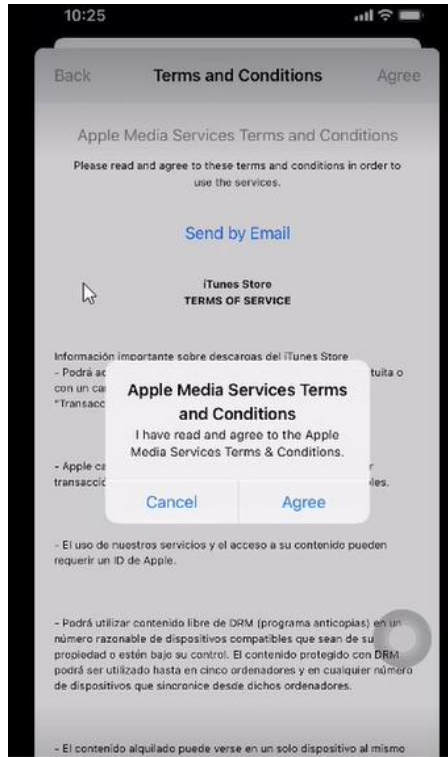 10:25
Back Terms and Conditions Agree
Apple Media Services Terms and Conditions
Please read and agree to these terms and conditions in order to
use the services.
Send by Email
iTunes Store
TERMS OF SERVICE
Información importante sobre descargas del iTunes Store
- Podrá
tuita o
con un
"Transacc
Apple Media Services Terms
and Conditions
I have read and agree to the Apple
Media Services Terms & Conditions.
Cancel Agree
- Apple
transacció
- El uso de nuestros servicios y el acceso a su contenido pueden
requerir un ID de Apple.
- Podrá utilizar contenido libre de DRM (programa anticopias) en un
número razonable de dispositivos compatibles que sean de su
propiedad o estén bajo su control. El contenido protegido con DRM
podrá ser utilizado hasta en cinco ordenadores y en cualquier número
de dispositivos que sincronice desde dichos ordenadores.
- El contenido alquilado puede verse en un solo dispositivo al mismo